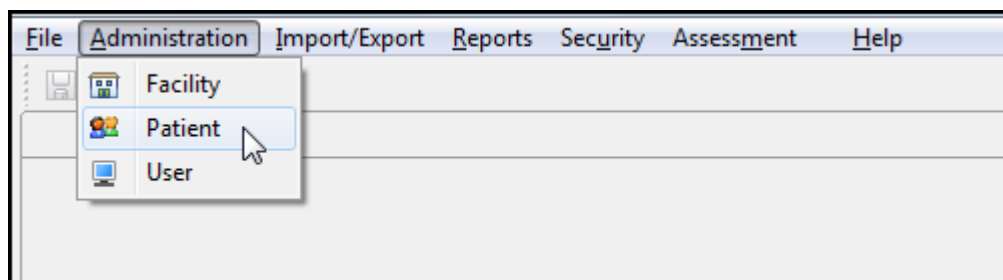 File Administration Import/Export Reports Security Assessment Help
Facility
Patient
User